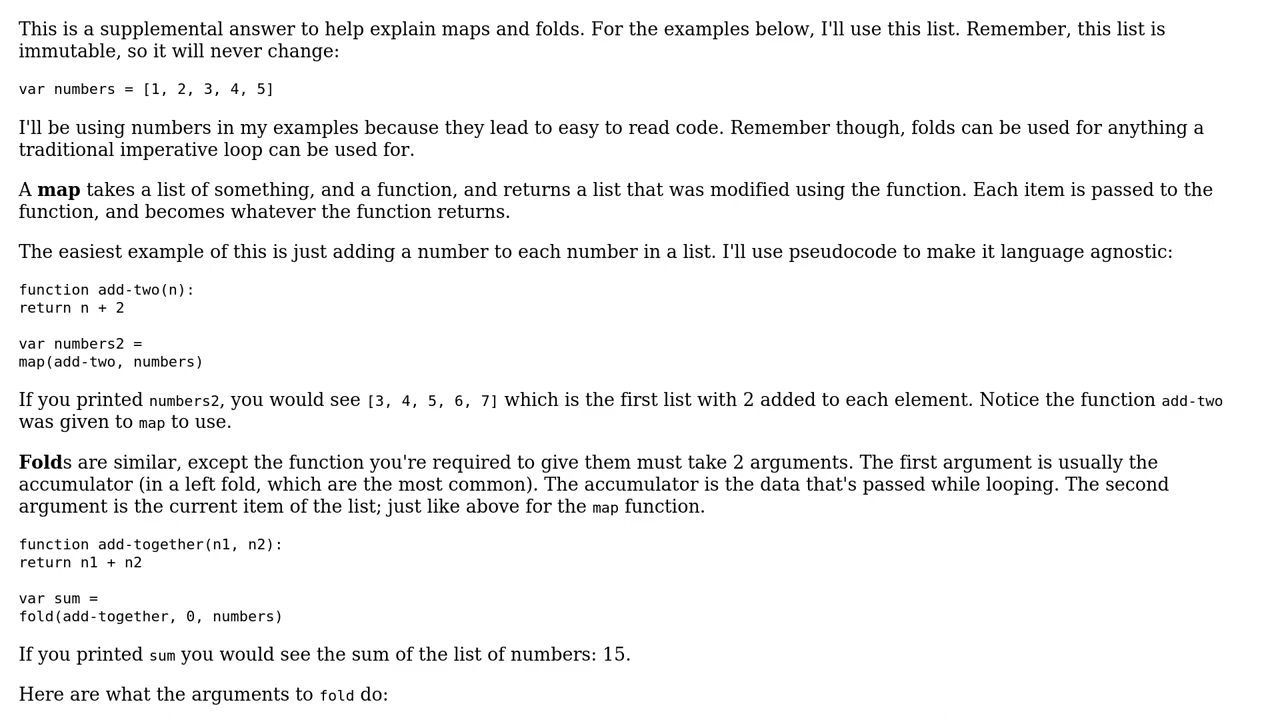 This is a supplemental answer to help explain maps and folds. For the examples below, I'll use this list. Remember, this list is
immutable, so it will never change:
var numbers = [1, 2, 3, 4, 5]
I'll be using numbers in my examples because they lead to easy to read code. Remember though, folds can be used for anything a
traditional imperative loop can be used for.
A map takes a list of something, and a function, and returns a list that was modified using the function. Each item is passed to the
function, and becomes whatever the function returns.
The easiest example of this is just adding a number to each number in a list. I'll use pseudocode to make it language agnostic:
function add-two(n):
return n + 2
var numbers2 =
map(add-two, numbers)
If you printed numbers2, you would see [3, 4, 5, 6, 7] which is the first list with 2 added to each element. Notice the function add-two
was given to map to use.
Folds are similar, except the function you're required to give them must take 2 arguments. The first argument is usually the
accumulator (in a left fold, which are the most common). The accumulator is the data that's passed while looping. The second
argument is the current item of the list; just like above for the map function.
function add-together(n1, n2):
return n1 + n2
var sum =
fold(add-together, 0, numbers)
If you printed sum you would see the sum of the list of numbers: 15.
Here are what the arguments to fold do: